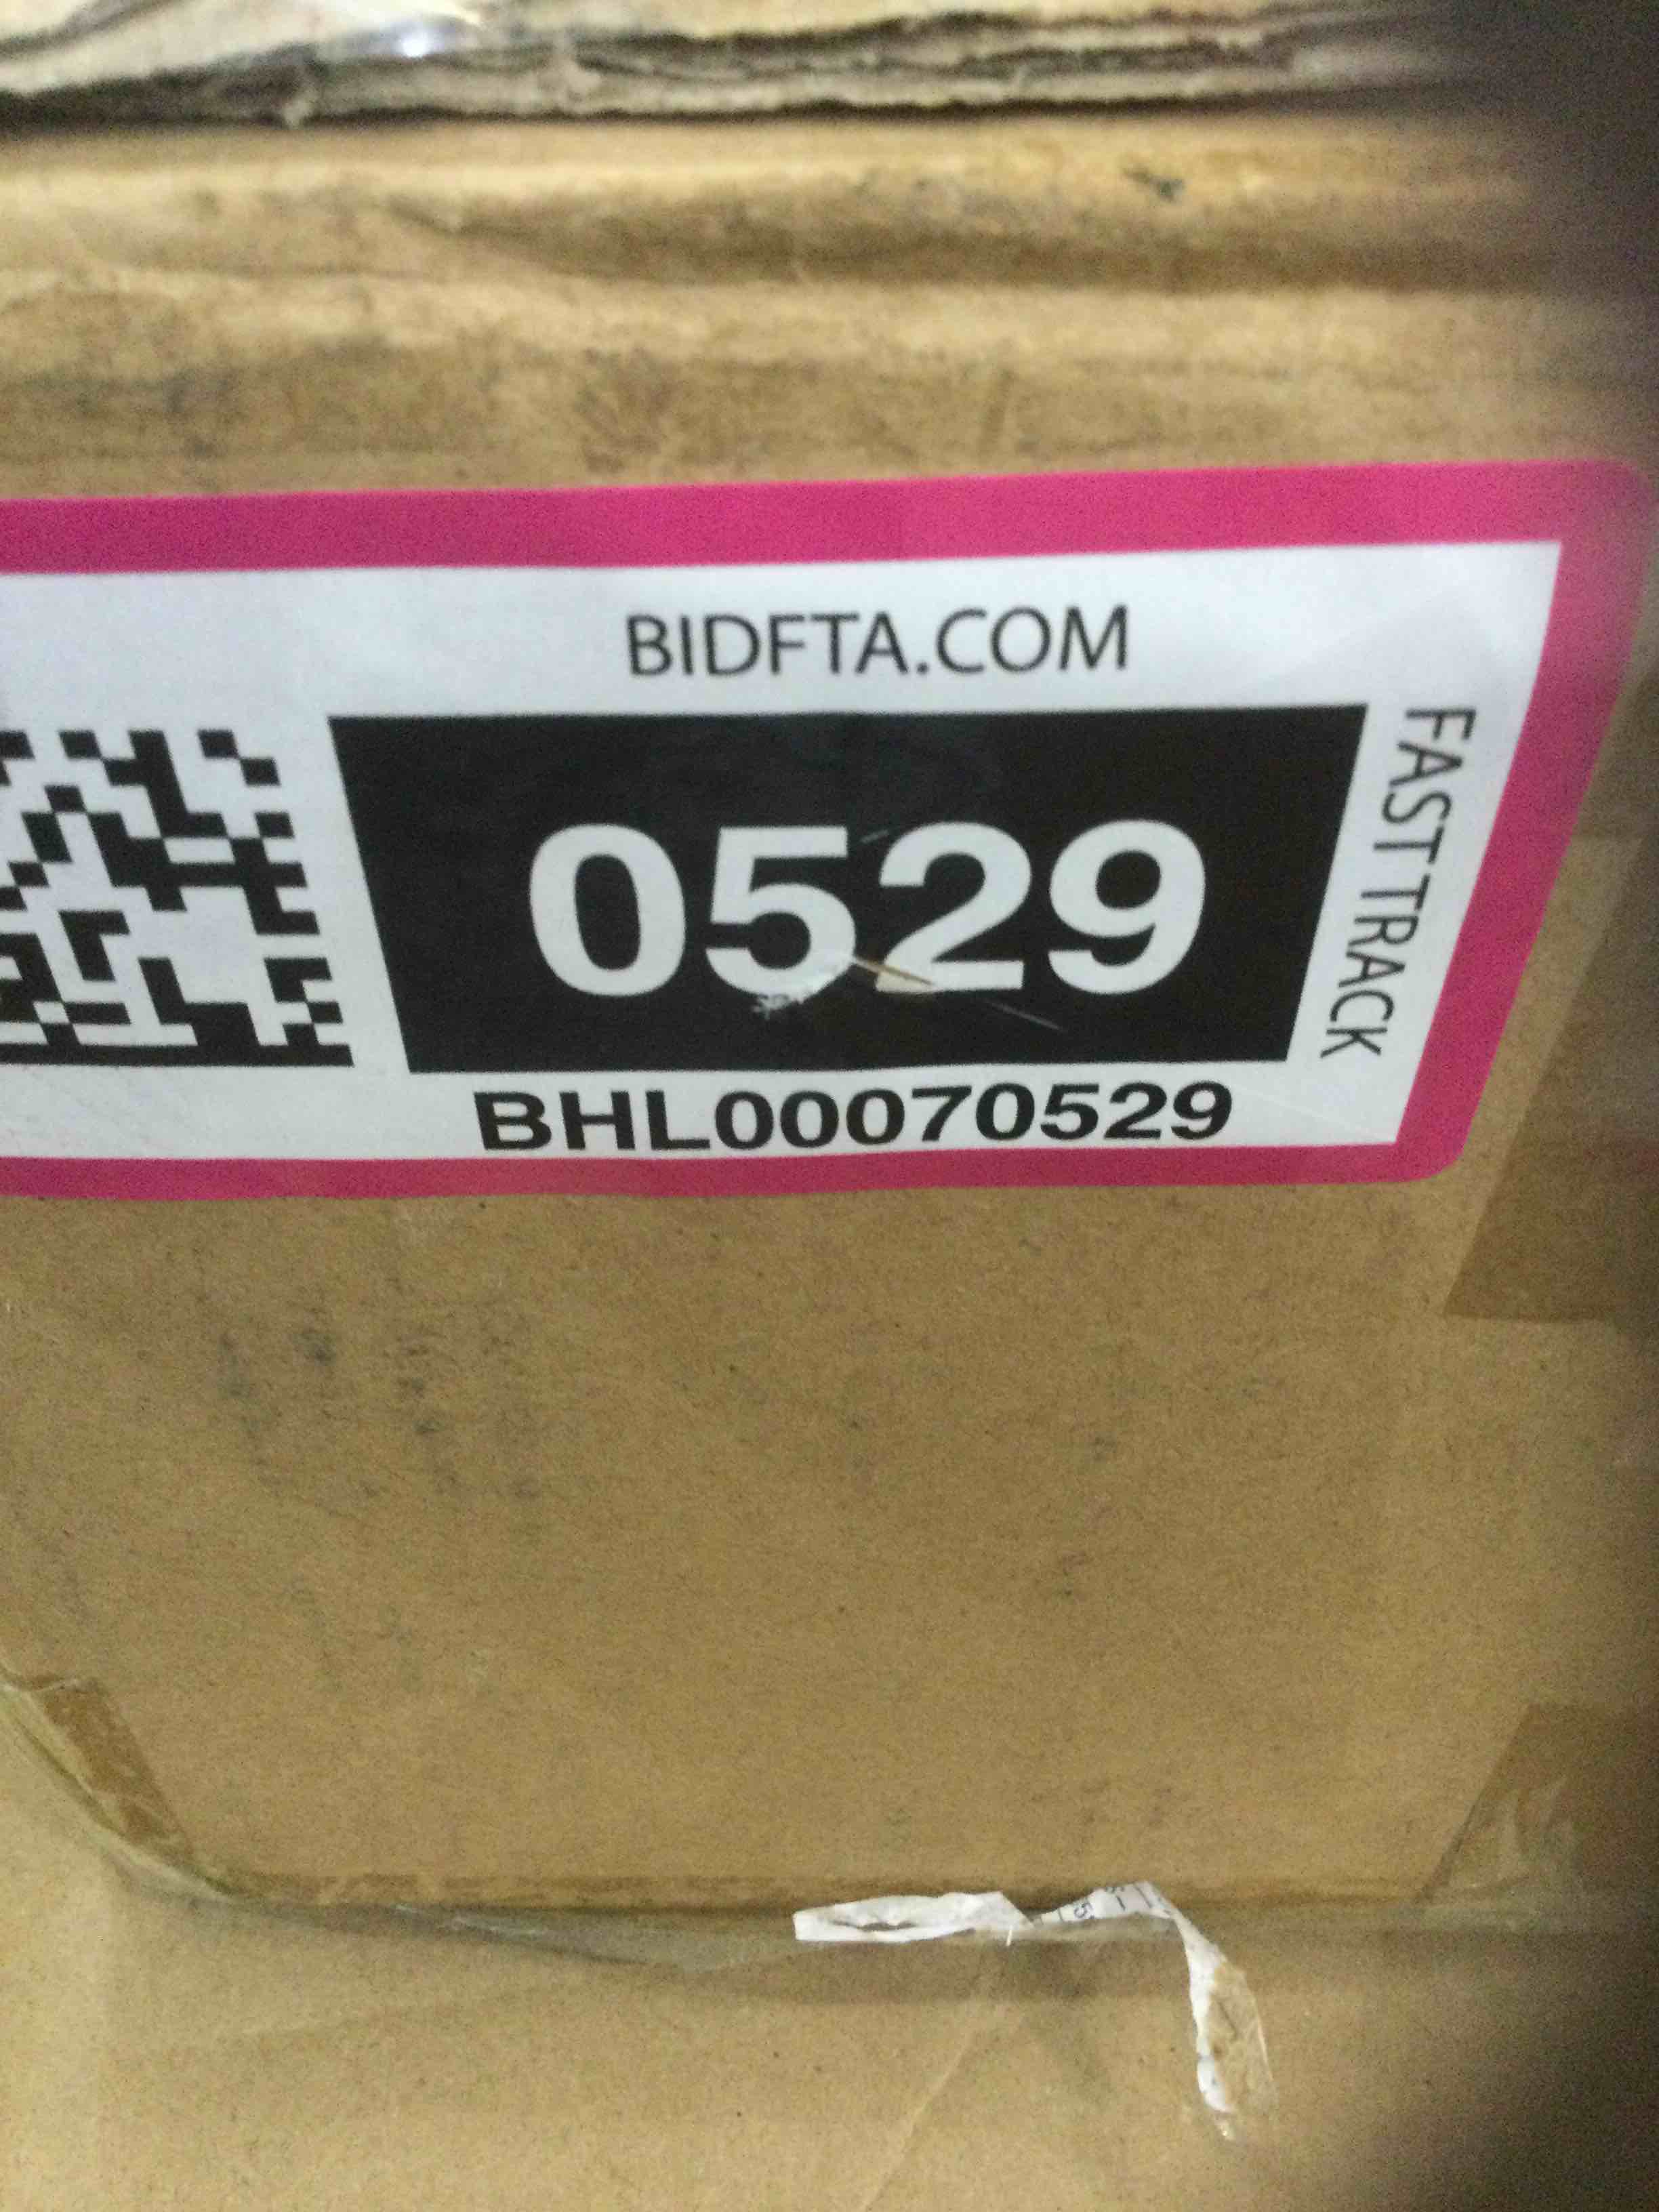 BIDFTA.COM
0529
FAST TRACK
BHL00070529